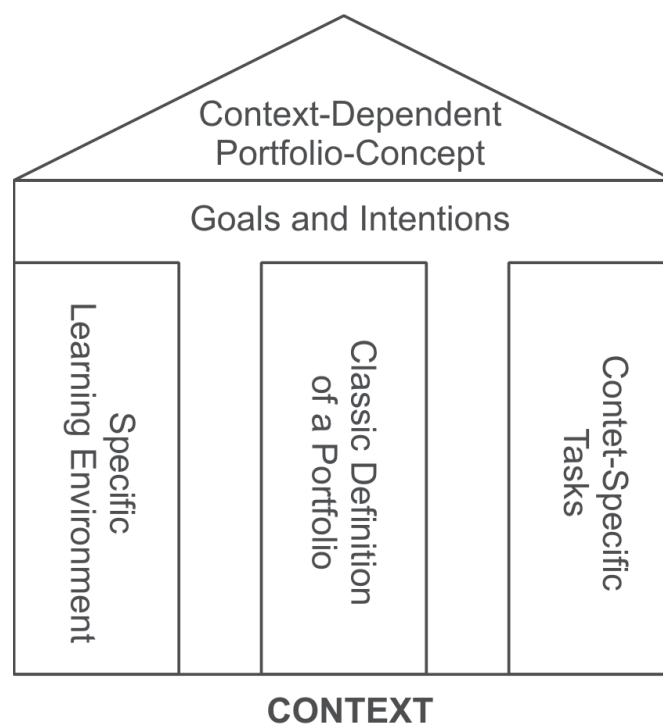 Context-Dependent
Portfolio-Concept
Goals and Intentions
Specific
Learning Environment
Classic Definition
of a Portfolio
Contet-Specific
Tasks
CONTEXT